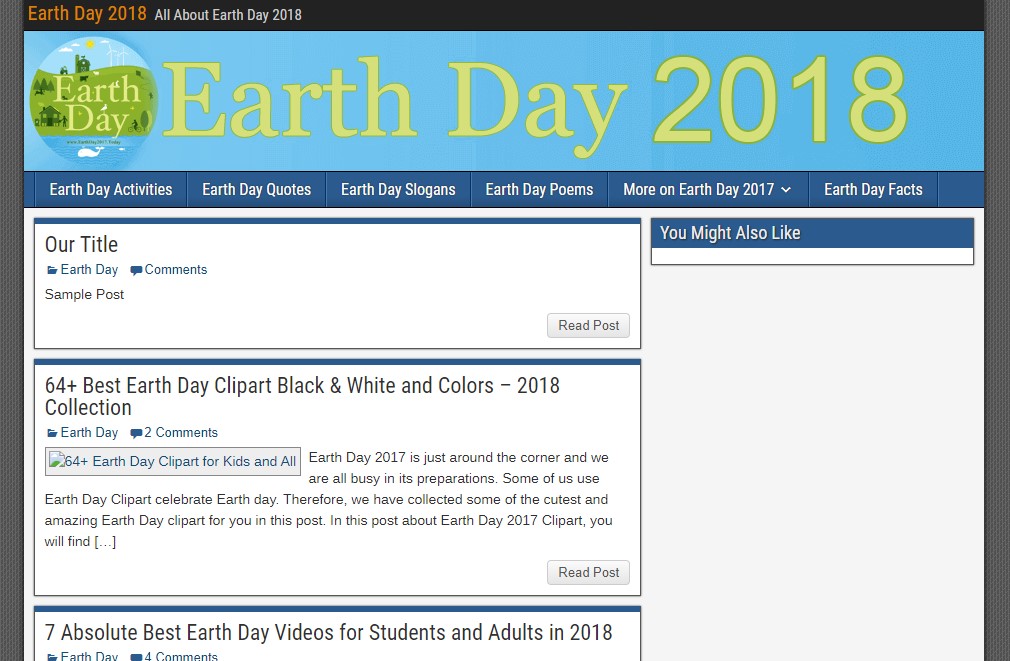 Earth Day 2018 All About Earth Day 2018
Earth
Day
Earth Day 2018
Earth Day Activities
Earth Day Quotes
Earth Day Slogans
Earth Day Poems
More on Earth Day 2017
Earth Day Facts
Our Title
Earth Day Comments
Sample Post
Read Post
64+ Best Earth Day Clipart Black & White and Colors – 2018
Collection
Earth Day 2 Comments
64+ Earth Day Clipart for Kids and All
Earth Day 2017 is just around the corner and we
are all busy in its preparations. Some of us use
Earth Day Clipart celebrate Earth day. Therefore, we have collected some of the cutest and
amazing Earth Day clipart for you in this post. In this post about Earth Day 2017 Clipart, you
will find […]
Read Post
7 Absolute Best Earth Day Videos for Students and Adults in 2018
Earth Day 4 Comments
You Might Also Like